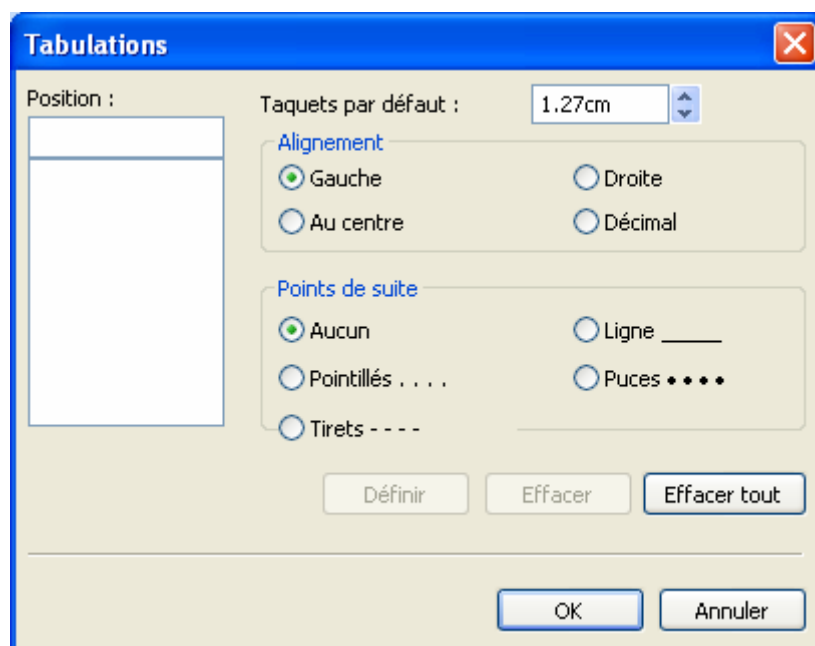 Tabulations
Position :
Taquets par défaut :
1.27cm
Alignement
Gauche
Droite
Au centre
Décimal
Points de suite
Aucun
Ligne _____
Pointillés . . . .
Puces • • • •
Tirets - - - -
Définir
Effacer
Effacer tout
OK
Annuler